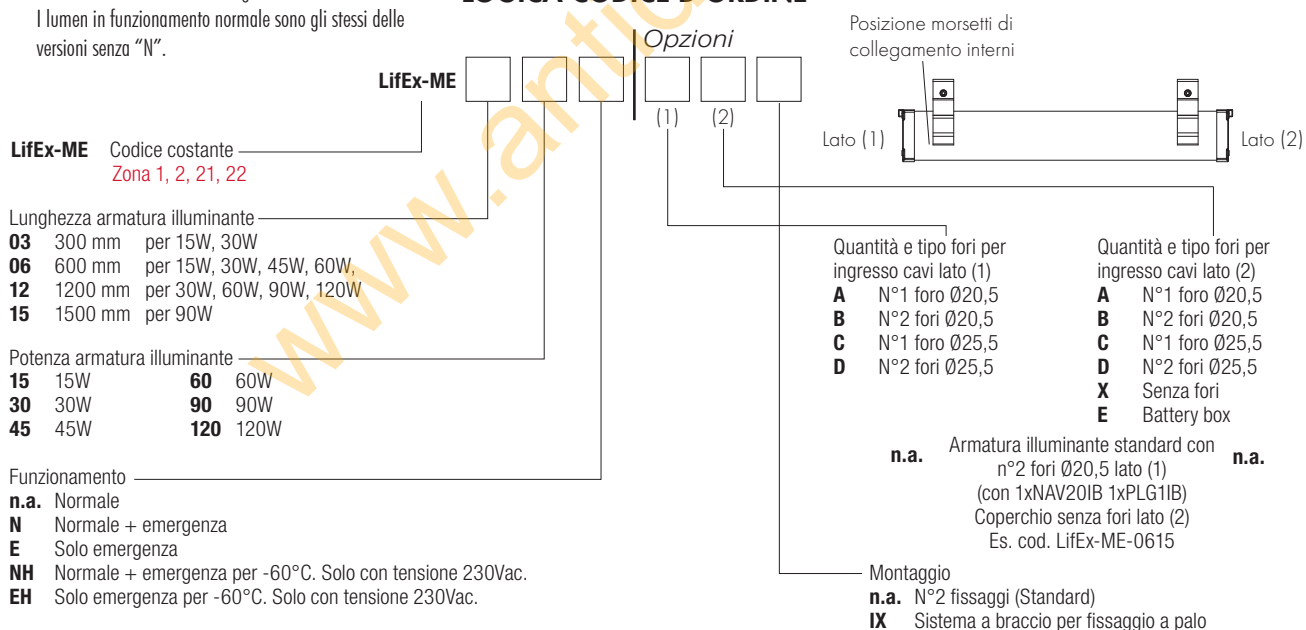 I lumen in funzionamento normale sono gli stessi delle
versioni senza “N”.
Opzioni
LifEx-ME
(1) (2)
Posizione morsetti di
collegamento interni
Lato (1)
Lato (2)
LifEx-ME Codice costante
Zona 1, 2, 21, 22
Lunghezza armatura illuminante
03 300 mm per 15W, 30W
06 600 mm per 15W, 30W, 45W, 60W,
12 1200 mm per 30W, 60W, 90W, 120W
15 1500 mm per 90W
Potenza armatura illuminante
15 15W 60 60W
30 30W 90 90W
45 45W 120 120W
Funzionamento
n.a. Normale
N Normale + emergenza
E Solo emergenza
NH Normale + emergenza per -60°C. Solo con tensione 230Vac.
EH Solo emergenza per -60°C. Solo con tensione 230Vac.
Quantità e tipo fori per
ingresso cavi lato (1)
A N°1 foro Ø20,5
B N°2 fori Ø20,5
C N°1 foro Ø25,5
D N°2 fori Ø25,5
Quantità e tipo fori per
ingresso cavi lato (2)
A N°1 foro Ø20,5
B N°2 fori Ø20,5
C N°1 foro Ø25,5
D N°2 fori Ø25,5
X Senza fori
E Battery box
n.a. Armatura illuminante standard con n.a.
n°2 fori Ø20,5 lato (1)
(con 1xNAV20IB 1xPLG1IB)
Coperchio senza fori lato (2)
Es. cod. LifEx-ME-0615
Montaggio
n.a. N°2 fissaggi (Standard)
IX Sistema a braccio per fissaggio a palo
www.antic